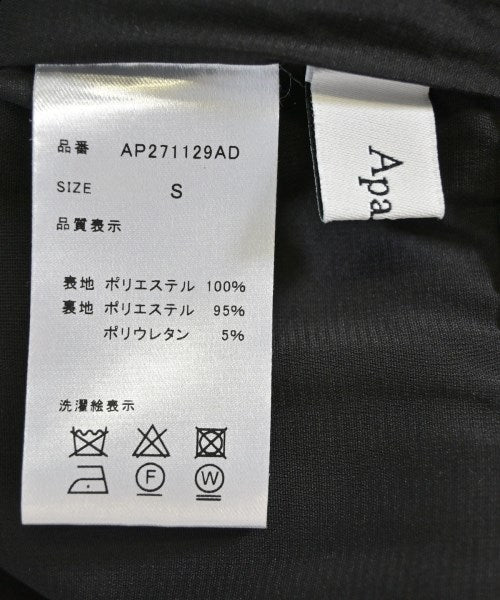 品番 AP271129AD
SIZE S
品質表示
表地 ポリエステル 100%
裏地 ポリエステル 95%
ポリウレタン 5%
洗濯絵表示
F W
Apa